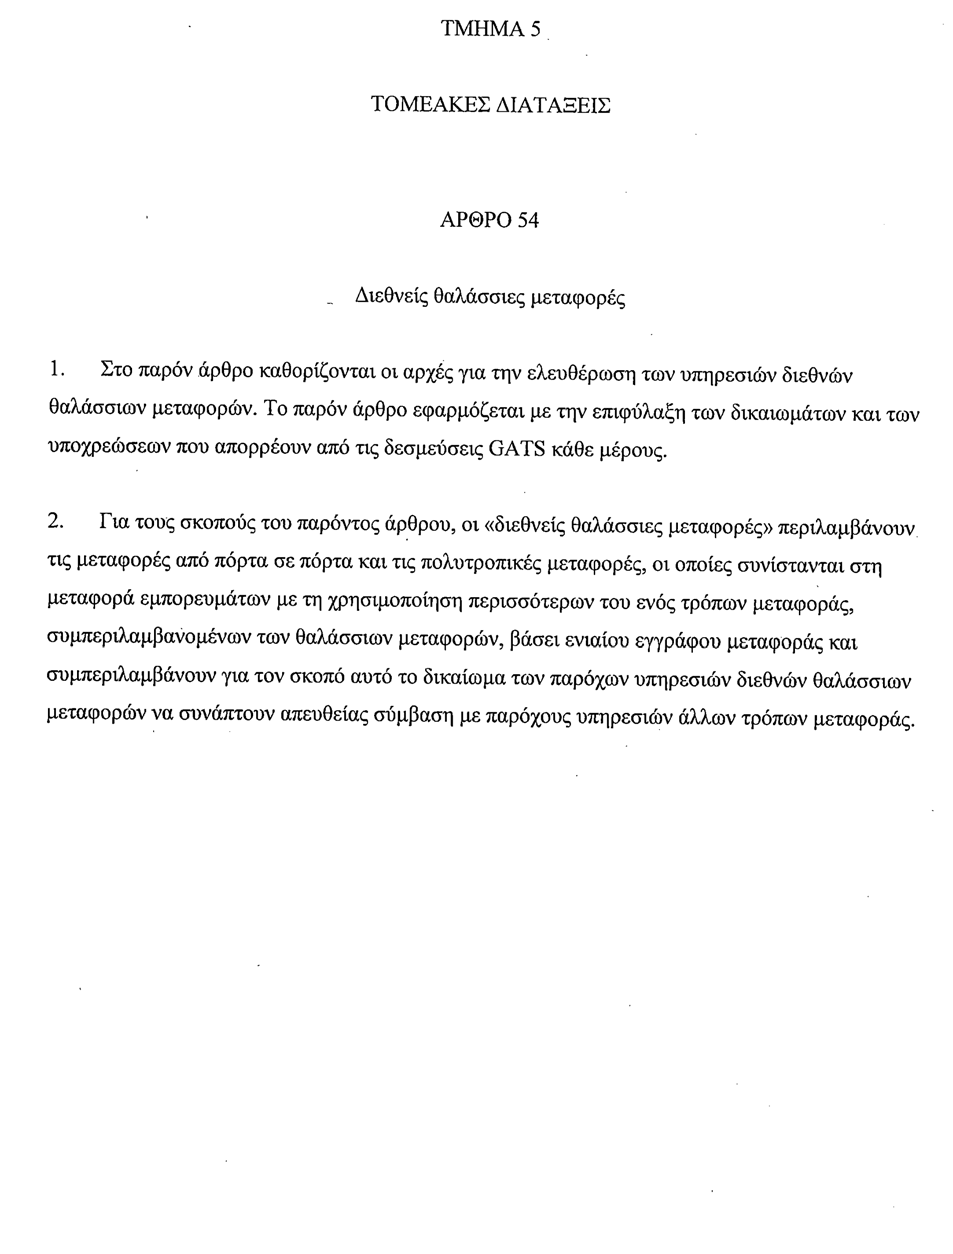 ΤΜΗΜΑ 5
ΤΟΜΕΑΚΕΣ ΔΙΑΤΑΞΕΙΣ
ΑΡΘΡΟ 54
Διεθνείς θαλάσσιες μεταφορές
1. Στο παρόν άρθρο καθορίζονται οι αρχές για την ελευθέρωση των υπηρεσιών διεθνών
θαλάσσιων μεταφορών. Το παρόν άρθρο εφαρμόζεται με την επιφύλαξη των δικαιωμάτων και των
υποχρεώσεων που απορρέουν από τις δεσμεύσεις GATS κάθε μέρους.
2. Για τους σκοπούς του παρόντος άρθρου, οι «διεθνείς θαλάσσιες μεταφορές» περιλαμβάνουν
τις μεταφορές από πόρτα σε πόρτα και τις πολυτροπικές μεταφορές, οι οποίες συνίστανται στη
μεταφορά εμπορευμάτων με τη χρησιμοποίηση περισσότερων του ενός τρόπων μεταφοράς,
συμπεριλαμβανομένων των θαλάσσιων μεταφορών, βάσει ενιαίου εγγράφου μεταφοράς και
συμπεριλαμβάνουν για τον σκοπό αυτό το δικαίωμα των παρόχων υπηρεσιών διεθνών θαλάσσιων
μεταφορών να συνάπτουν απευθείας σύμβαση με παρόχους υπηρεσιών άλλων τρόπων μεταφοράς.